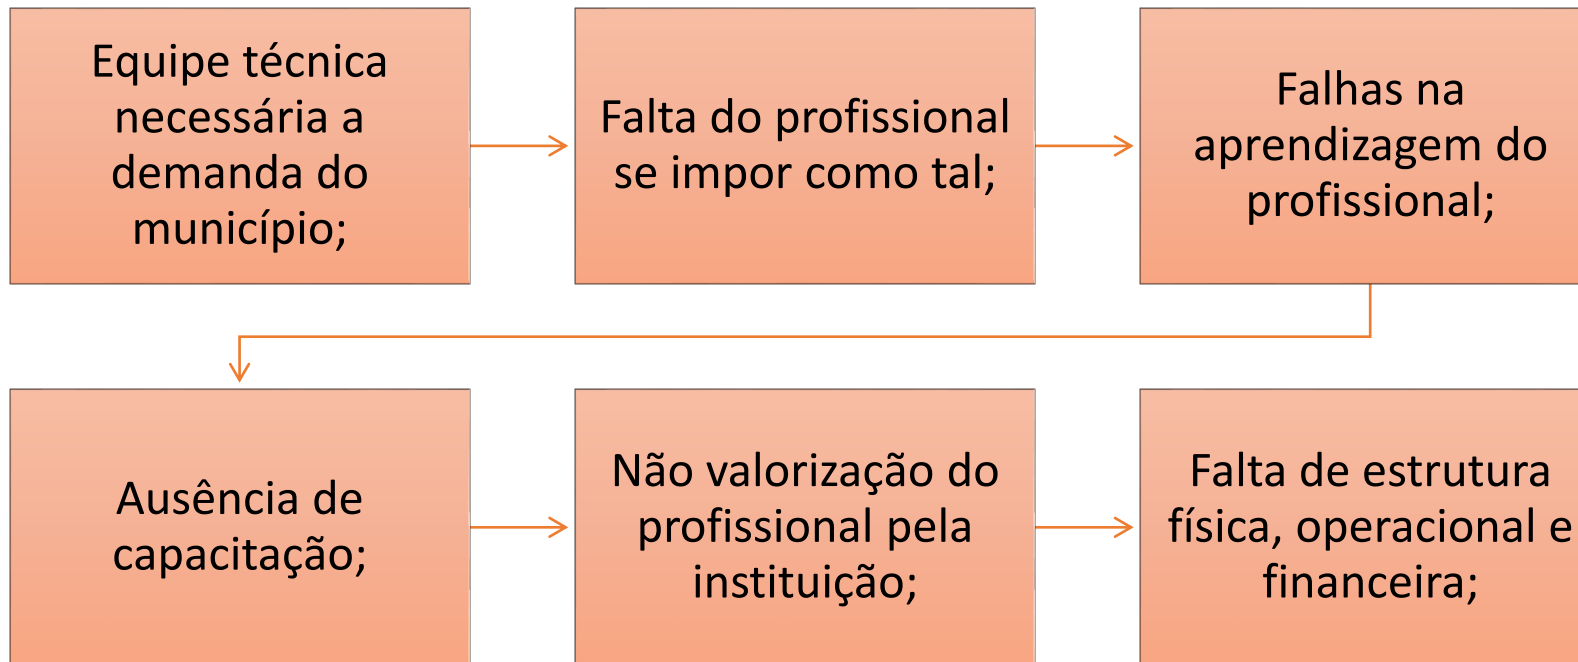 Equipe técnica
necessária a
demanda do
município;
Falta do profissional
se impor como tal;
Falhas na
aprendizagem do
profissional;
Ausência de
capacitação;
Não valorização do
profissional pela
instituição;
Falta de estrutura
física, operacional e
financeira;